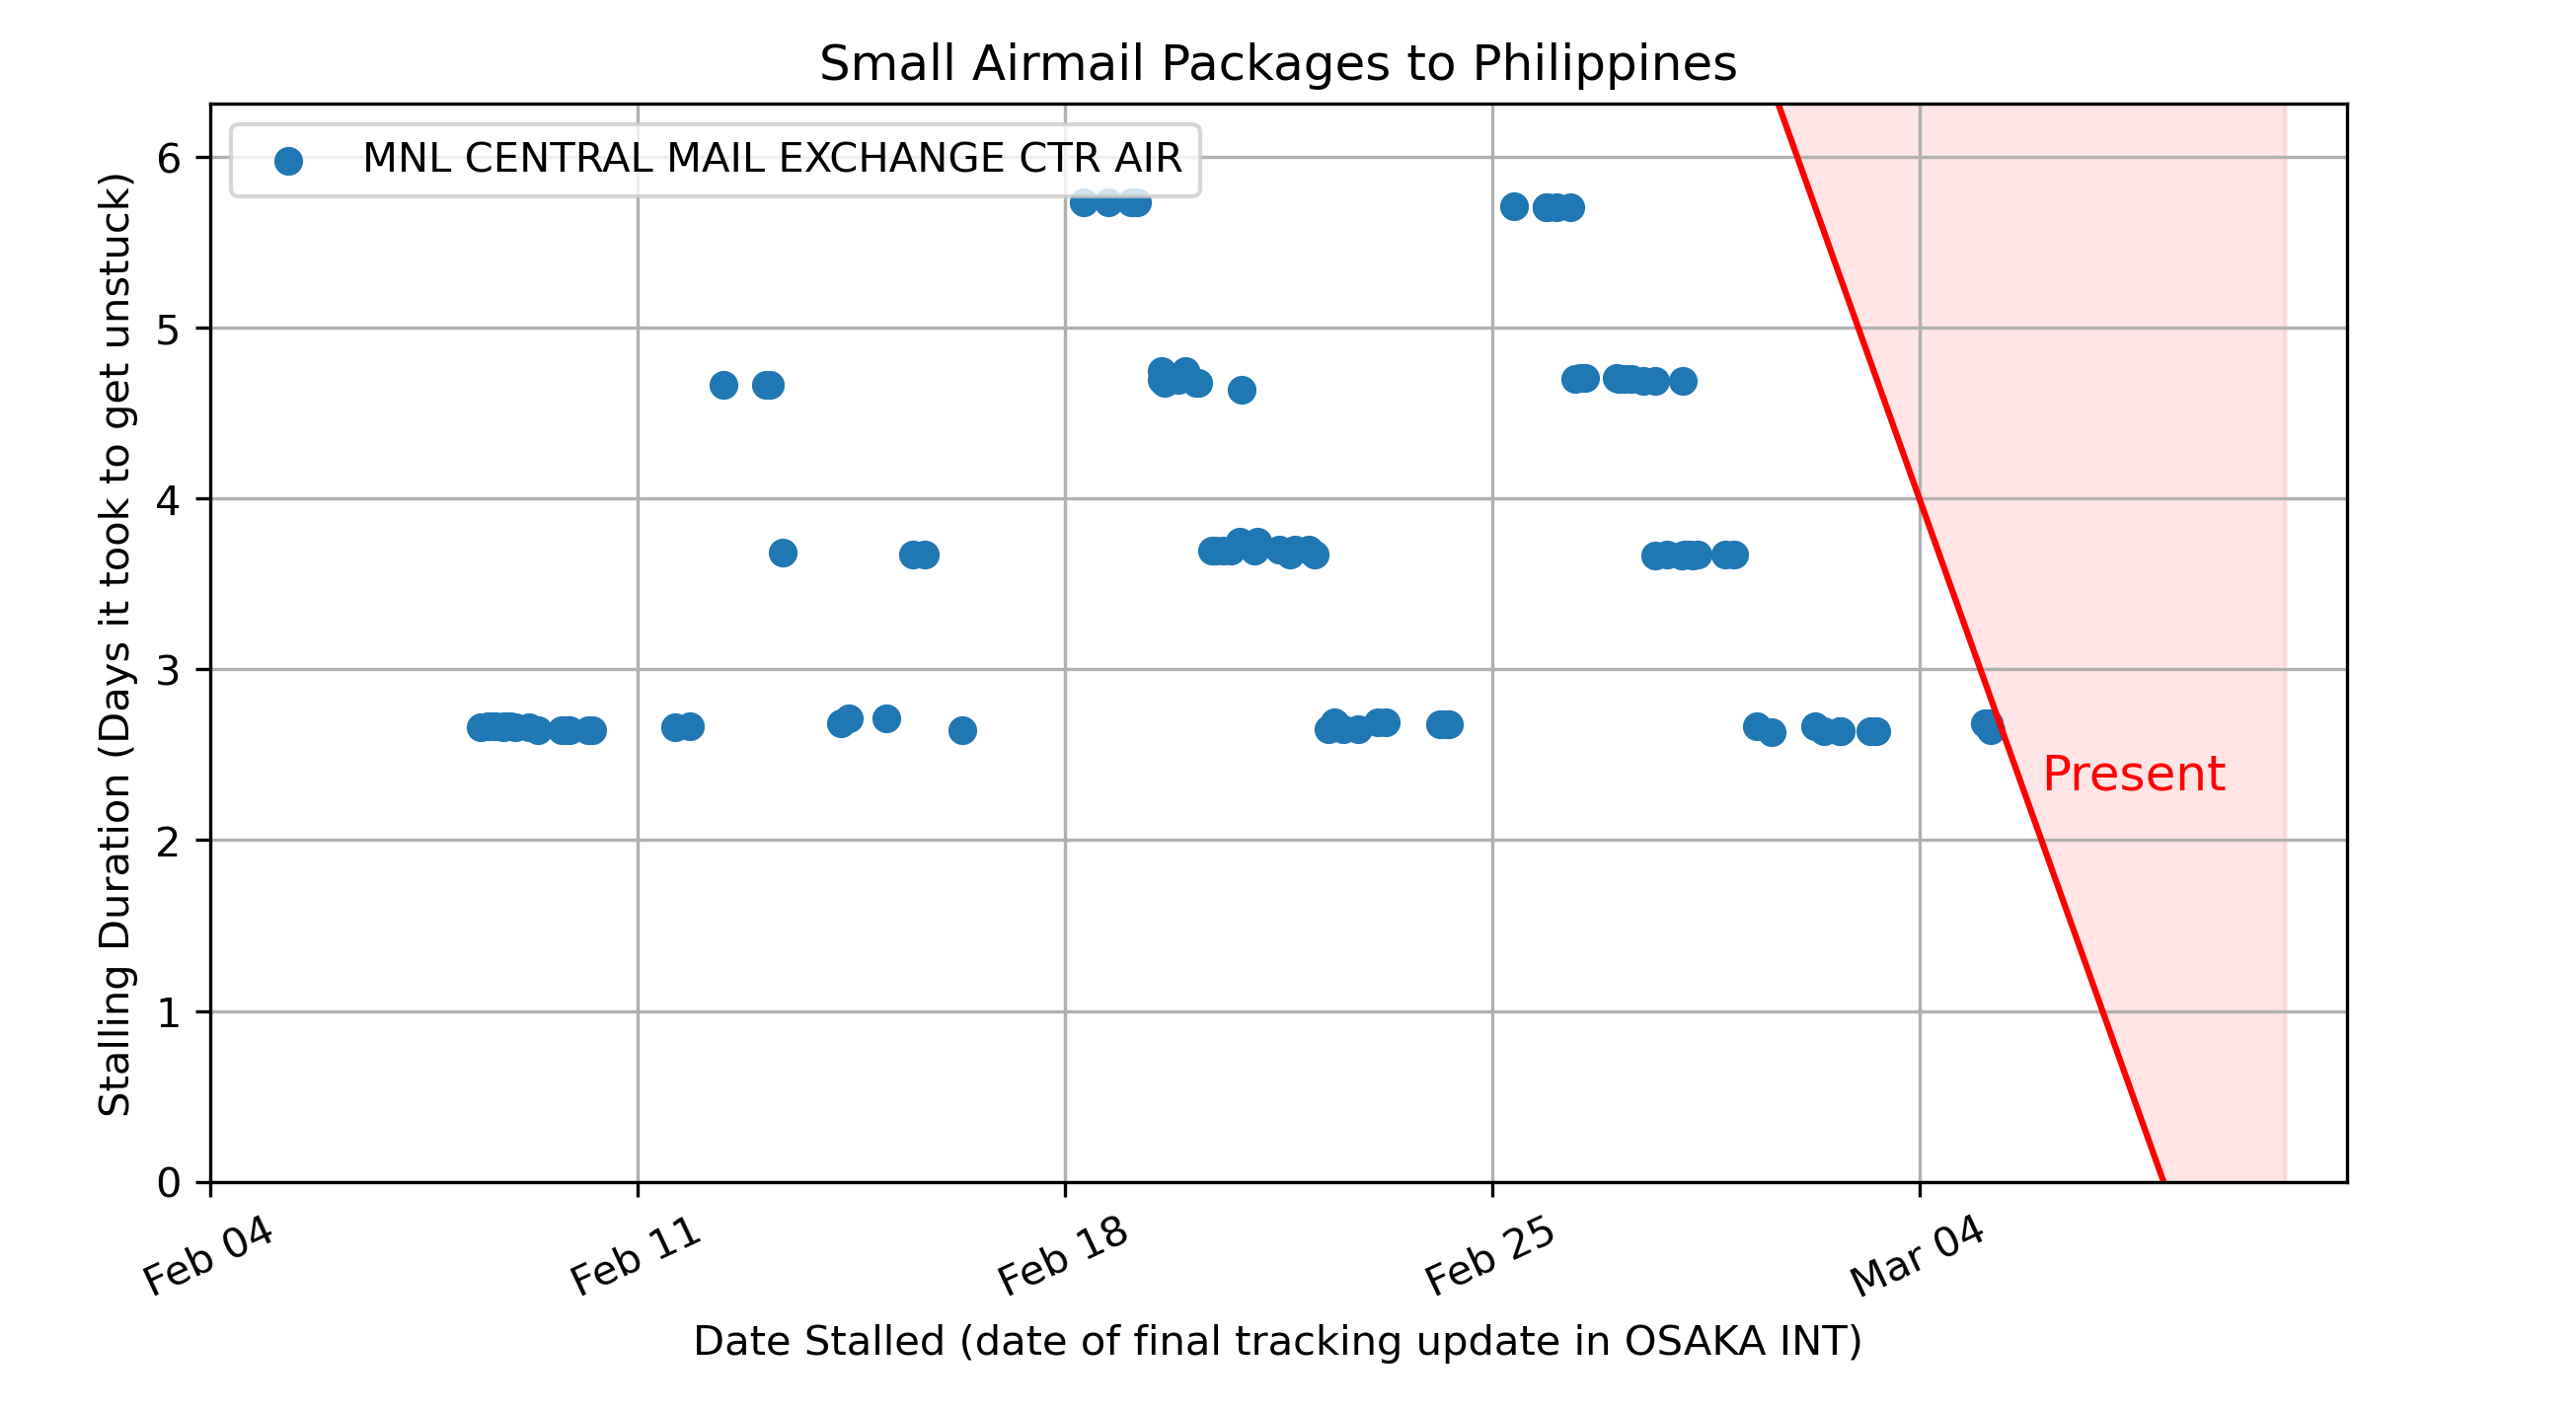 Small Airmail Packages to Philippines
MNL CENTRAL MAIL EXCHANGE CTR AIR
Stalling Duration (Days it took to get unstuck)
6
5
4
3
2
1
0
Present
Feb 04
Feb 11
Feb 18
Feb 25
Mar 04
Date Stalled (date of final tracking update in OSAKA INT)